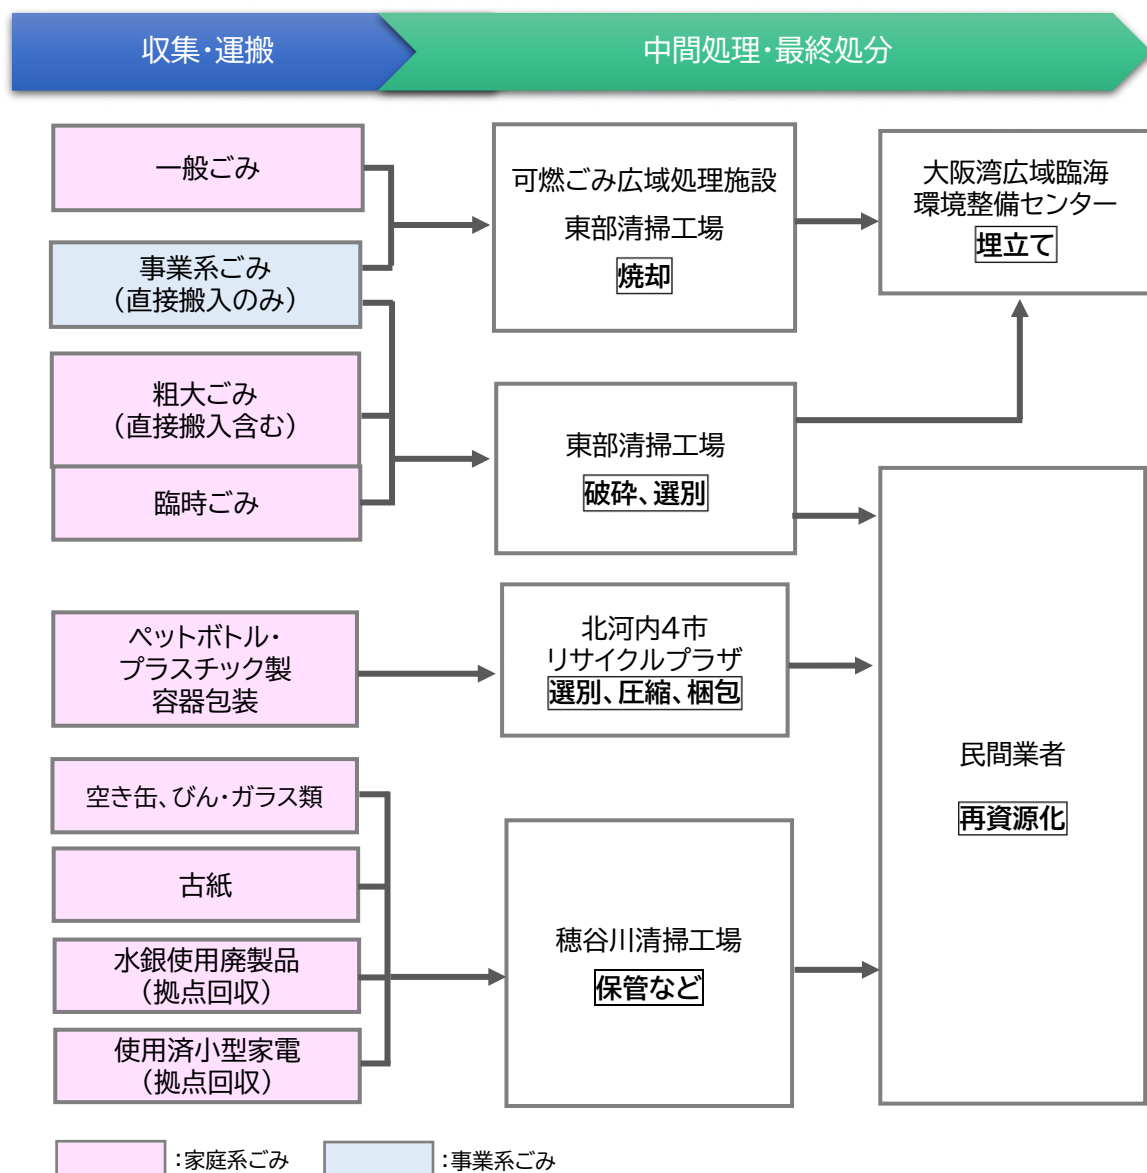 収集・運搬
中間処理・最終処分
一般ごみ
事業系ごみ
（直接搬入のみ）
粗大ごみ
（直接搬入含む）
臨時ごみ
ペットボトル・
プラスチック製
容器包装
空き缶、びん・ガラス類
古紙
水銀使用廃製品
（拠点回収）
使用済小型家電
（拠点回収）
可燃ごみ広域処理施設
東部清掃工場
焼却
東部清掃工場
破砕、選別
北河内4市
リサイクルプラザ
選別、圧縮、梱包
穂谷川清掃工場
保管など
大阪湾広域臨海
環境整備センター
埋立て
民間業者
再資源化
：家庭系ごみ
：事業系ごみ